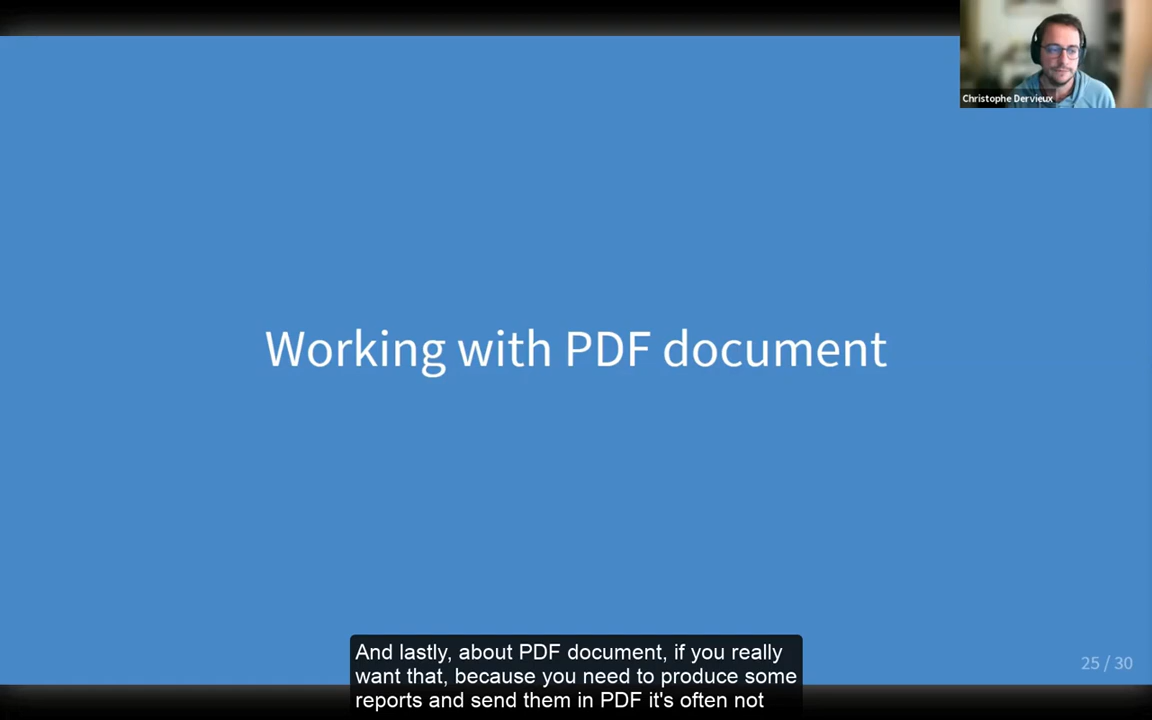 Christophe Dervieux
Working with PDF document
25 / 30
And lastly, about PDF document, if you really
want that, because you need to produce some
reports and send them in PDF it's often not